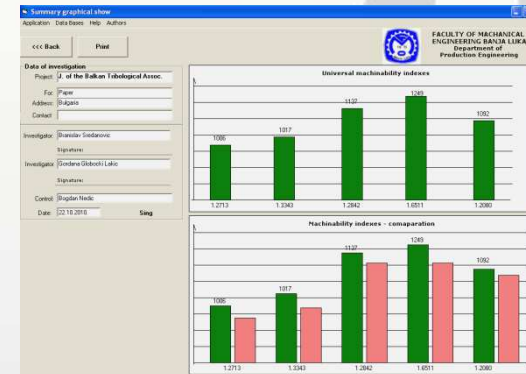 Summary graphical show
Application Data Bases Help Authors
<<< Back
Print
FACULTY OF MACHANICAL
ENGINEERING BANJA LUKA
Department of
Production Engineering
Data of investigation
Project: J. of the Balkan Tribological Assoc.
For: Paper
Address: Bulgaria
Contact:
Investigator: Branislav Sredanovic
Signature:
Investigator: Gordana Globochi Lakic
Signature:
Control: Bogdan Nedic
Date: 22.10.2010
Sing
Universal machinability indexes
1249
1137
1092
1017
1.2713 1.3343 1.2842 1.6511 1.2080
Machinability indexes - comaparation
1249
1137
1092
1017
1.2713 1.3343 1.2842 1.6511 1.2080